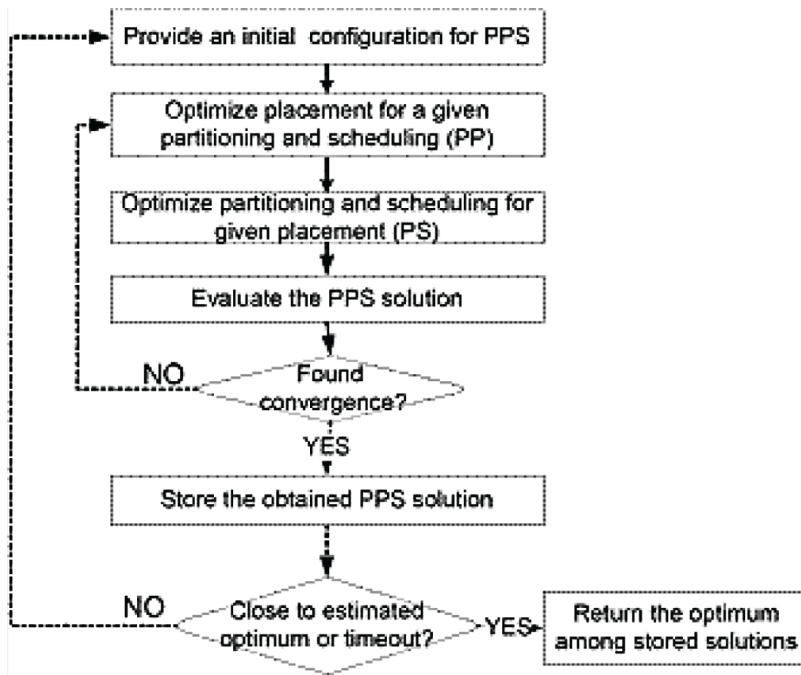 Provide an initial configuration for PPS
Optimize placement for a given
partitioning and scheduling (PP)
Optimize partitioning and scheduling for
given placement (PS)
Evaluate the PPS solution
NO
Found
convergence?
YES
Store the obtained PPS solution
NO
Close to estimated
optimum or timeout?
YES
Return the optimum
among stored solutions